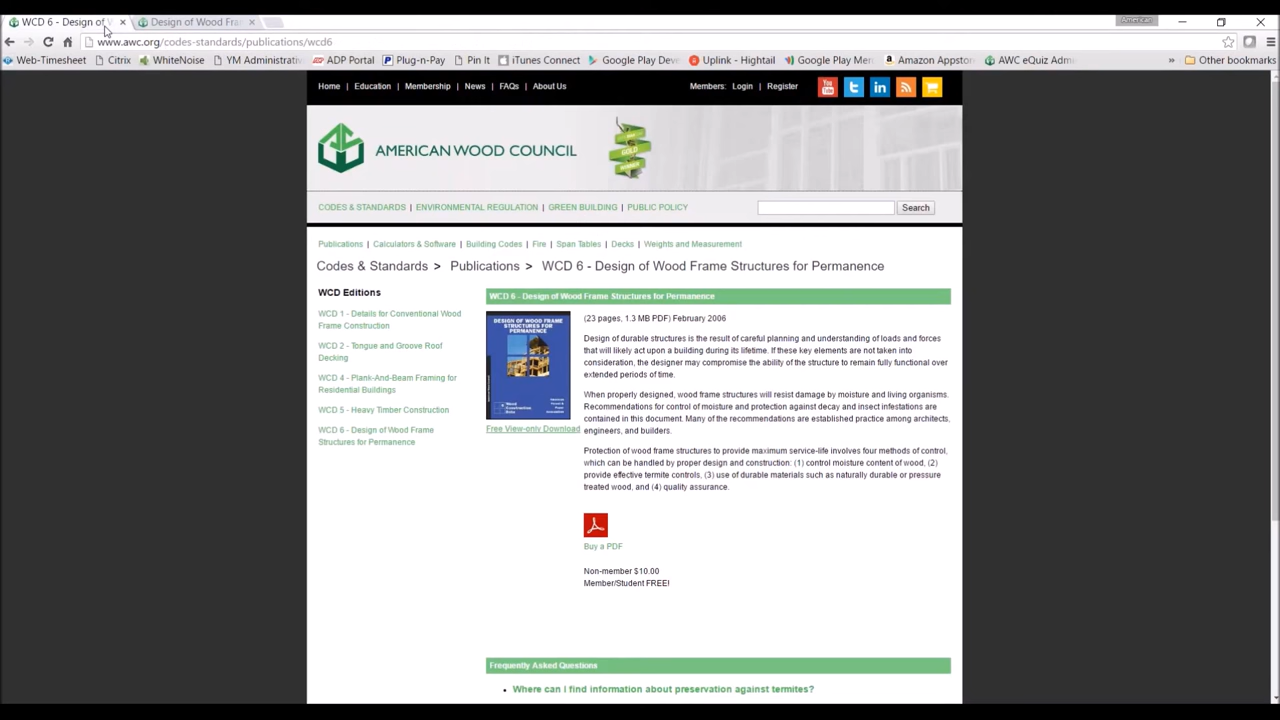 WCD 6 - Design of
Design of Wood Fra
American
www.awc.org/codes-standards/publications/wcd6
Web-Timesheet Citrix WhiteNoise YM Administrati ADP Portal Plug-n-Pay Pin It iTunes Connect Google Play Deve Uplink - Hightail Google Play Mer Amazon Appstor AWC eQuiz Admi » Other bookmarks
Home | Education | Membership | News | FAQs | About Us
Members: Login | Register
You Tube
AMERICAN WOOD COUNCIL
GOLD
CODES & STANDARDS | ENVIRONMENTAL REGULATION | GREEN BUILDING | PUBLIC POLICY
Search
Publications | Calculators & Software | Building Codes | Fire | Span Tables | Decks | Weights and Measurement
Codes & Standards > Publications > WCD 6 - Design of Wood Frame Structures for Permanence
WCD Editions
WCD 1 - Details for Conventional Wood
Frame Construction
WCD 2 - Tongue and Groove Roof
Decking
WCD 4 - Plank-And-Beam Framing for
Residential Buildings
WCD 5 - Heavy Timber Construction
WCD 6 - Design of Wood Frame
Structures for Permanence
WCD 6 - Design of Wood Frame Structures for Permanence
DESIGN OF WOOD FRAME
STRUCTURES FOR
PERMANENCE
Free View-only Download
(23 pages, 1.3 MB PDF) February 2006
Design of durable structures is the result of careful planning and understanding of loads and forces
that will likely act upon a building during its lifetime. If these key elements are not taken into
consideration, the designer may compromise the ability of the structure to remain fully functional over
extended periods of time.
When properly designed, wood frame structures will resist damage by moisture and living organisms.
Recommendations for control of moisture and protection against decay and insect infestations are
contained in this document. Many of the recommendations are established practice among architects,
engineers, and builders.
Protection of wood frame structures to provide maximum service-life involves four methods of control,
which can be handled by proper design and construction: (1) control moisture content of wood, (2)
provide effective termite controls, (3) use of durable materials such as naturally durable or pressure
treated wood, and (4) quality assurance.
Buy a PDF
Non-member $10.00
Member/Student FREE!
Frequently Asked Questions
Where can I find information about preservation against termites?